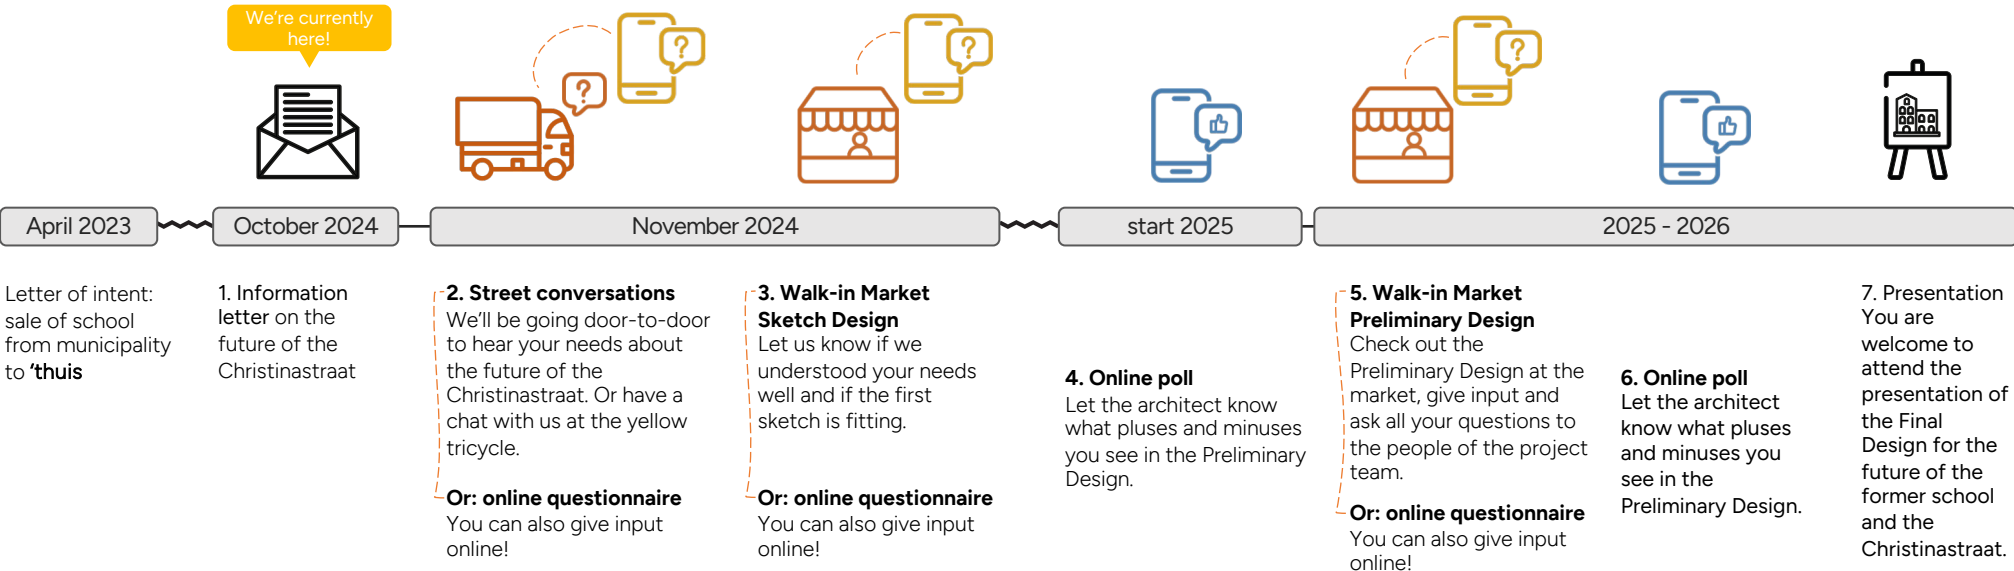 We're currently
here!
April 2023
October 2024
November 2024
start 2025
2025 - 2026
Letter of intent:
sale of school
from municipality
to 'thuis
1. Information
letter on the
future of the
Christinastraat
2. Street conversations
We'll be going door-to-door
to hear your needs about
the future of the
Christinastraat. Or have a
chat with us at the yellow
tricycle.
Or: online questionnaire
You can also give input
online!
3. Walk-in Market
Sketch Design
Let us know if we
understood your needs
well and if the first
sketch is fitting.
Or: online questionnaire
You can also give input
online!
4. Online poll
Let the architect know
what pluses and minuses
you see in the Preliminary
Design.
5. Walk-in Market
Preliminary Design
Check out the
Preliminary Design at the
market, give input and
ask all your questions to
the people of the project
team.
Or: online questionnaire
You can also give input
online!
6. Online poll
Let the architect
know what pluses
and minuses you
see in the
Preliminary Design.
7. Presentation
You are
welcome to
attend the
presentation of
the Final
Design for the
future of the
former school
and the
Christinastraat.